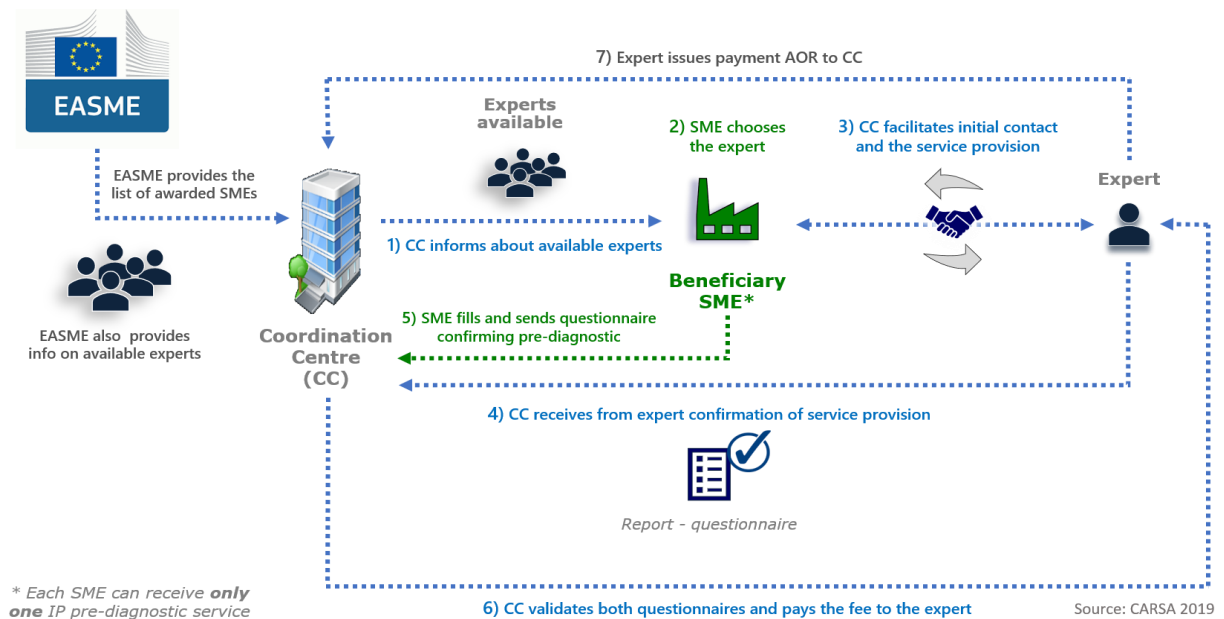 EASME
7) Expert issues payment AOR to CC
Experts
available
2) SME chooses
the expert
3) CC facilitates initial contact
and the service provision
EASME provides the
list of awarded SMEs
Expert
1) CC informs about available experts
Beneficiary
SME*
EASME also  provides
info on available experts
Coordination
Centre
(CC)
5) SME fills and sends questionnaire
confirming pre-diagnostic
4) CC receives from expert confirmation of service provision
Report - questionnaire
* Each SME can receive only
one IP pre-diagnostic service
6) CC validates both questionnaires and pays the fee to the expert
Source: CARSA 2019